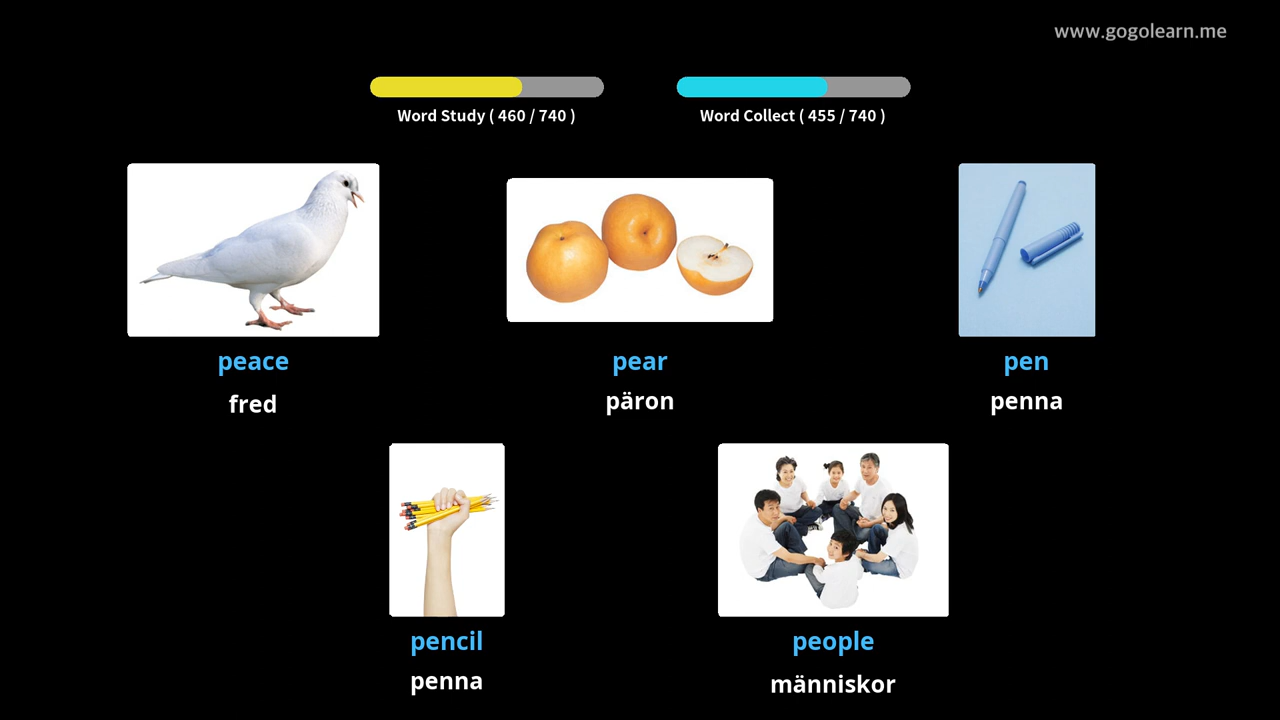 www.gogolearn.me
Word Study ( 460 / 740 )
Word Collect ( 455 / 740 )
peace
fred
pear
päron
pen
penna
pencil
penna
people
människor